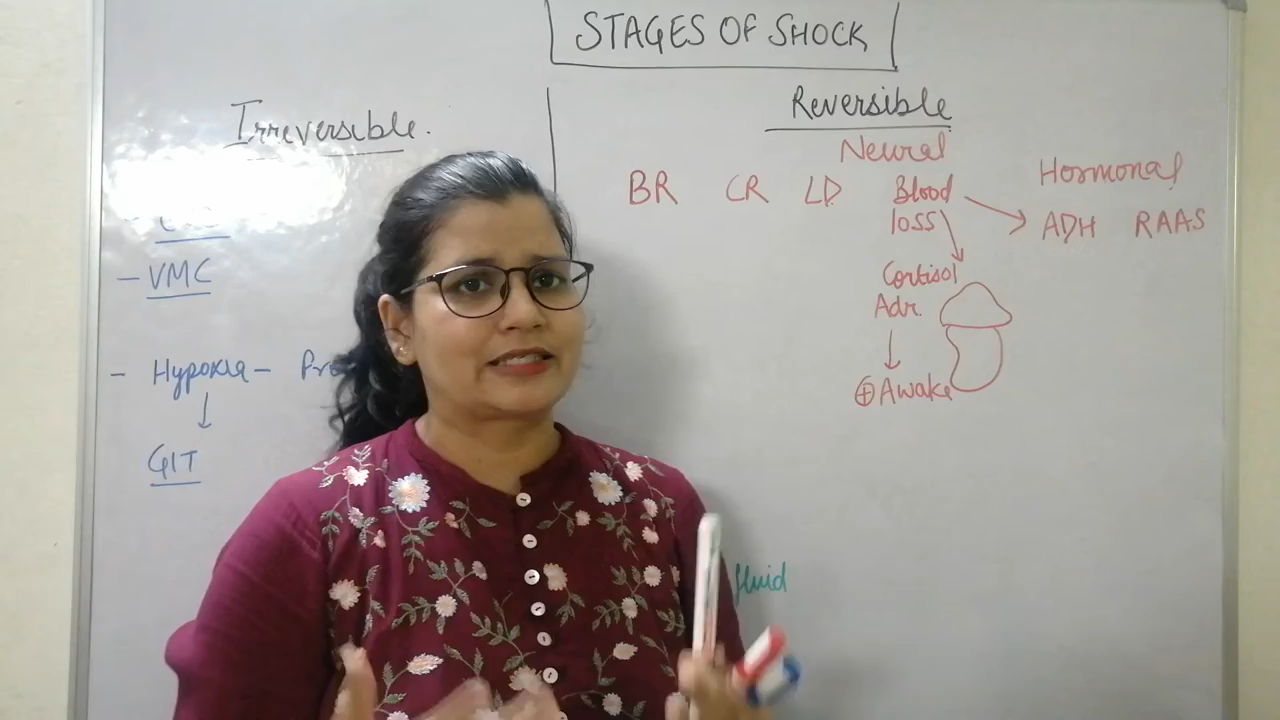 STAGES OF SHOCK
Irreversible.
- VMC
- Hypoxia -
↓
GIT
Reversible
Neural
BR CR LD Blood loss
Hormonal
ADH RAAS
Cortisol
Adr.
↓
⊕ Awake
fluid